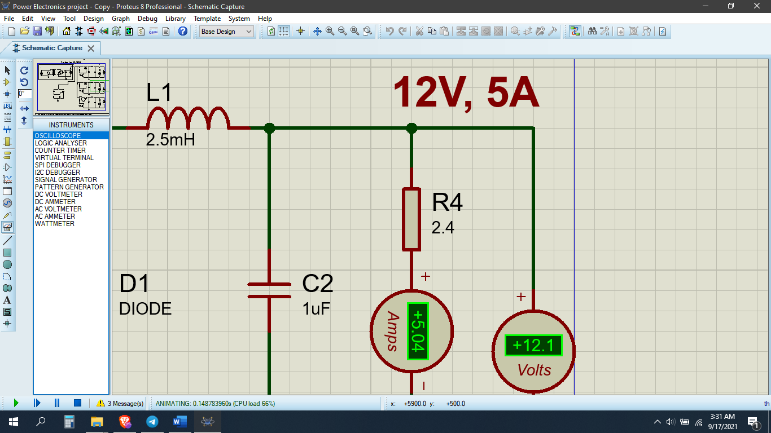 Power Electronics project - Copy - Proteus 8 Professional - Schematic Capture
File Edit View Tool Design Graph Debug Library Template System Help
Base Design
Schematic Capture
INSTRUMENTS
OSCILLOSCOPE
LOGIC ANALYSER
COUNTER TIMER
VIRTUAL TERMINAL
SPI DEBUGGER
I2C DEBUGGER
SIGNAL GENERATOR
PATTERN GENERATOR
DC VOLTMETER
DC AMMETER
AC VOLTMETER
AC AMMETER
WATTMETER
L1
2.5mH
12V, 5A
R4
2.4
D1
DIODE
C2
1uF
+
Amps
+5.04
−
+
+12.1
Volts
3 Message(s)
ANIMATING: 0.148783960s (CPU load 66%)
x: +5900.0 y: +500.0 th
3:31 AM
9/17/2021